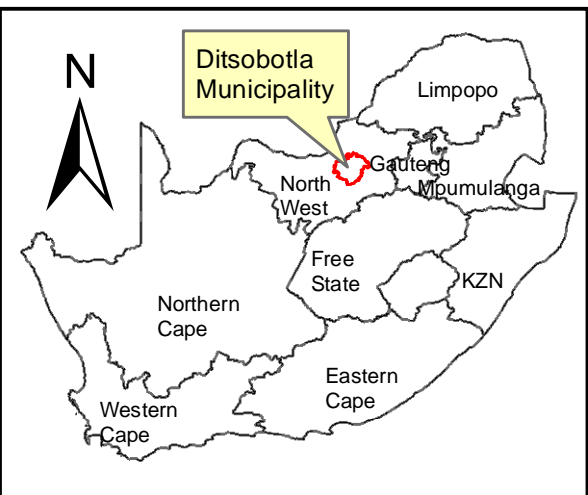 N
Ditsobotla
Municipality
Limpopo
Gauteng
Mpumulanga
North
West
Free
State
KZN
Northern
Cape
Eastern
Cape
Western
Cape